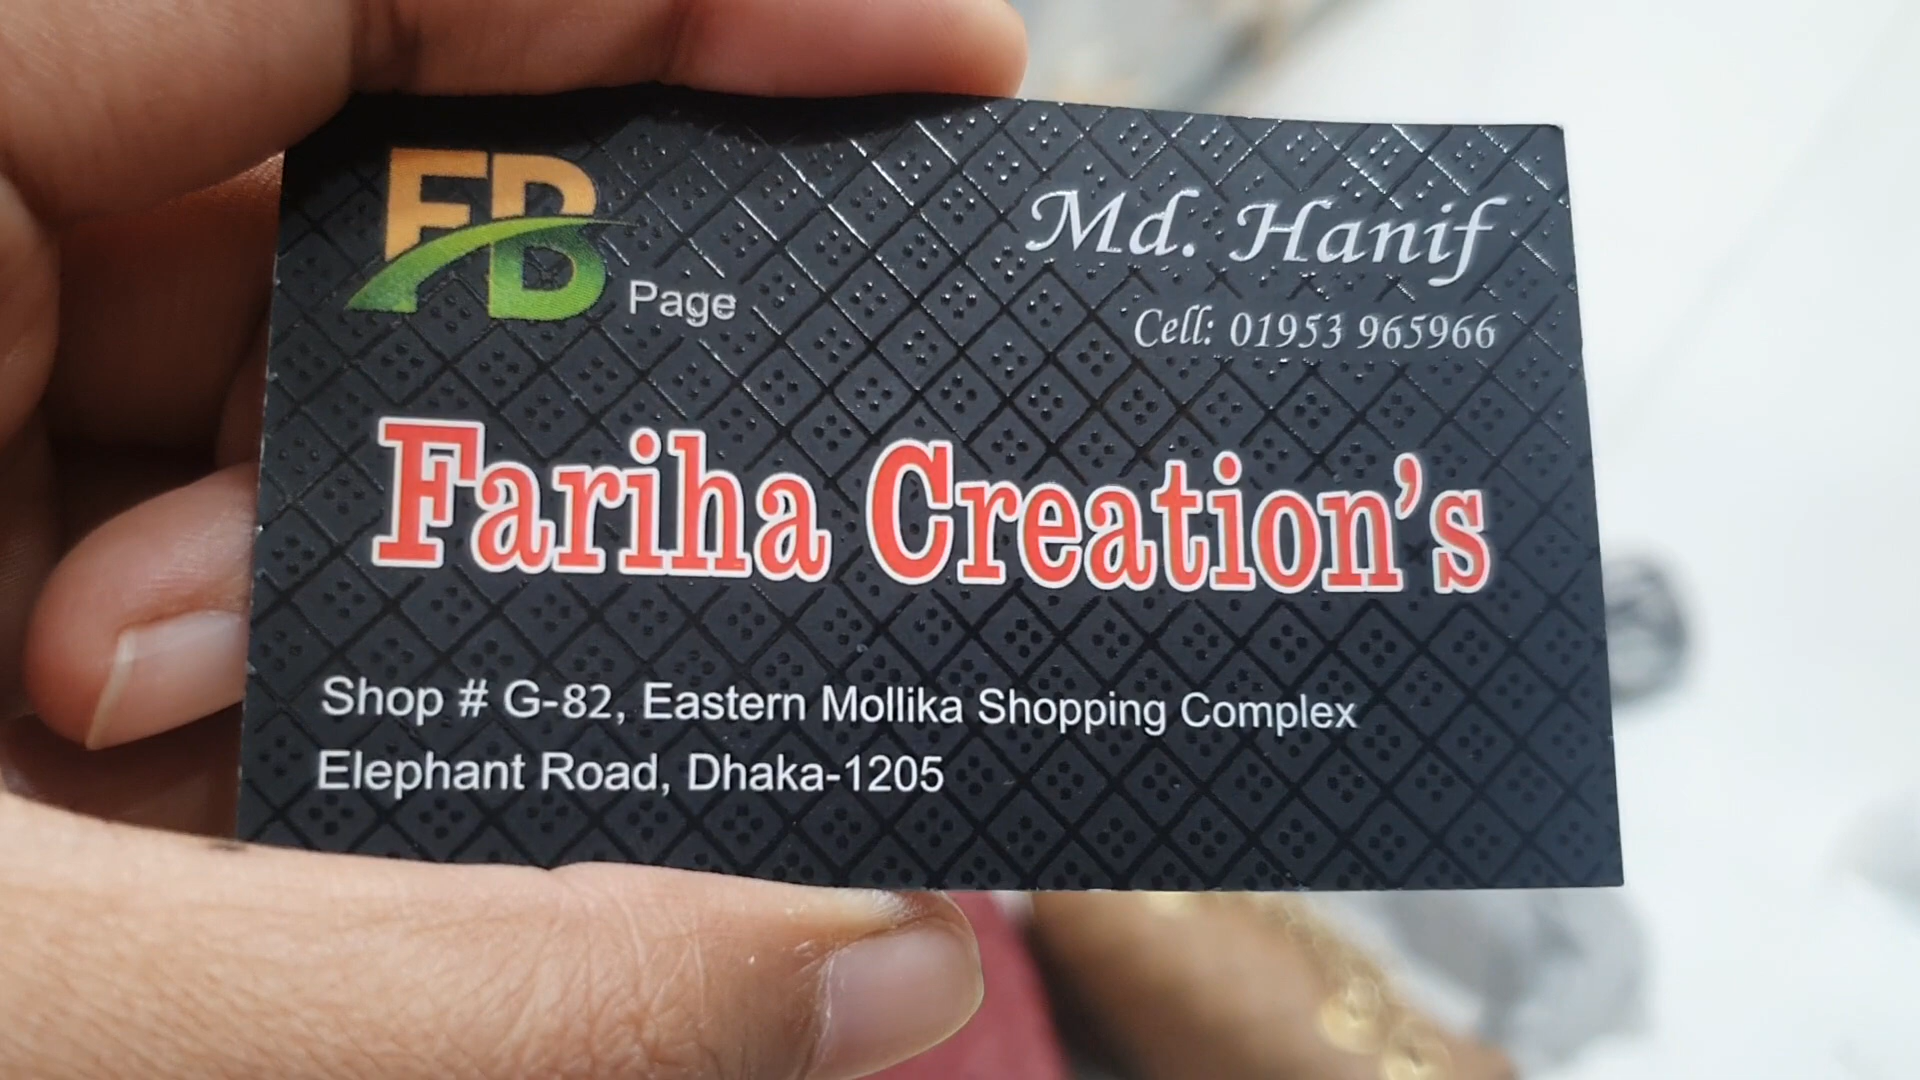 FB Page
Md. Hanif
Cell: 01953 965966
Fariha Creation's
Shop # G-82, Eastern Mollika Shopping Complex
Elephant Road, Dhaka-1205